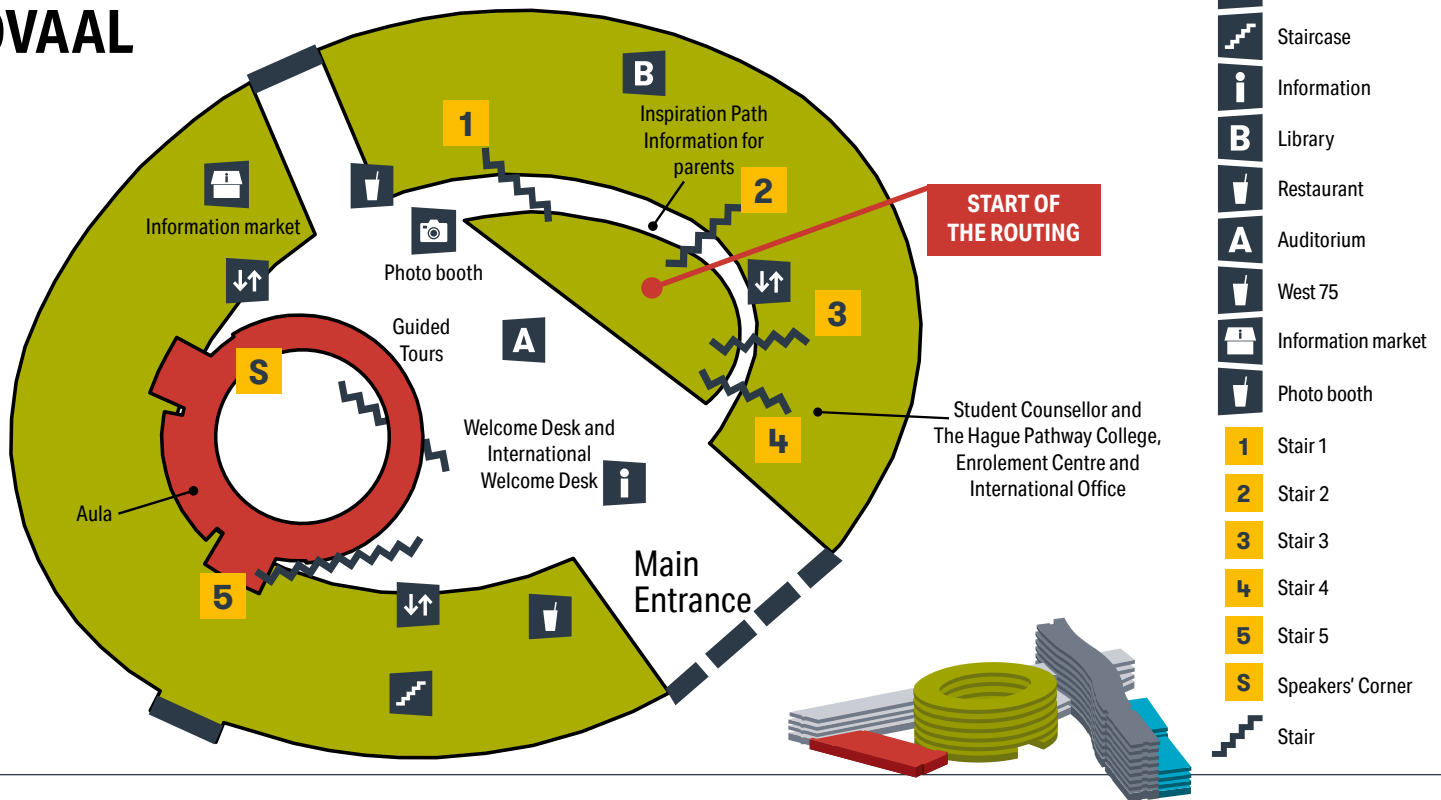 OVAAL
B
Inspiration Path
Information for
parents
1
2
START OF
THE ROUTING
Information market
Photo booth
3
Guided
Tours
A
S
4
Welcome Desk and
International
Welcome Desk
i
Student Counsellor and
The Hague Pathway College,
Enrolement Centre and
International Office
Aula
5
Main
Entrance
Staircase
i
Information
B
Library
Restaurant
A
Auditorium
West 75
Information market
Photo booth
1
Stair 1
2
Stair 2
3
Stair 3
4
Stair 4
5
Stair 5
S
Speakers' Corner
Stair